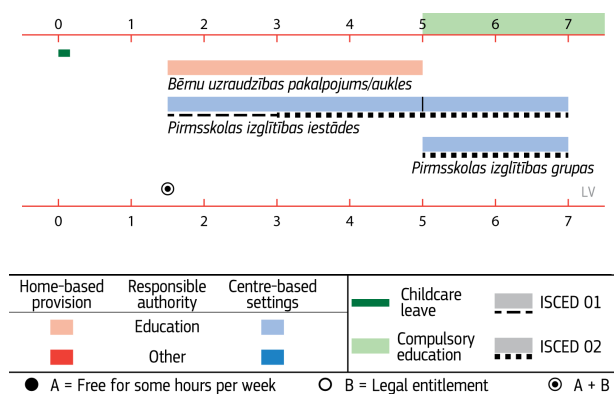 0 1 2 3 4 5 6 7
Bērnu uzraudzības pakalpojums/aukles
Pirmsskolas izglītības iestādes
Pirmsskolas izglītības grupas
LV
0 1 2 3 4 5 6 7
Home-based provision
Responsible authority
Centre-based settings
Education
Other
Childcare leave
ISCED 01
Compulsory education
ISCED 02
A = Free for some hours per week
B = Legal entitlement
A + B